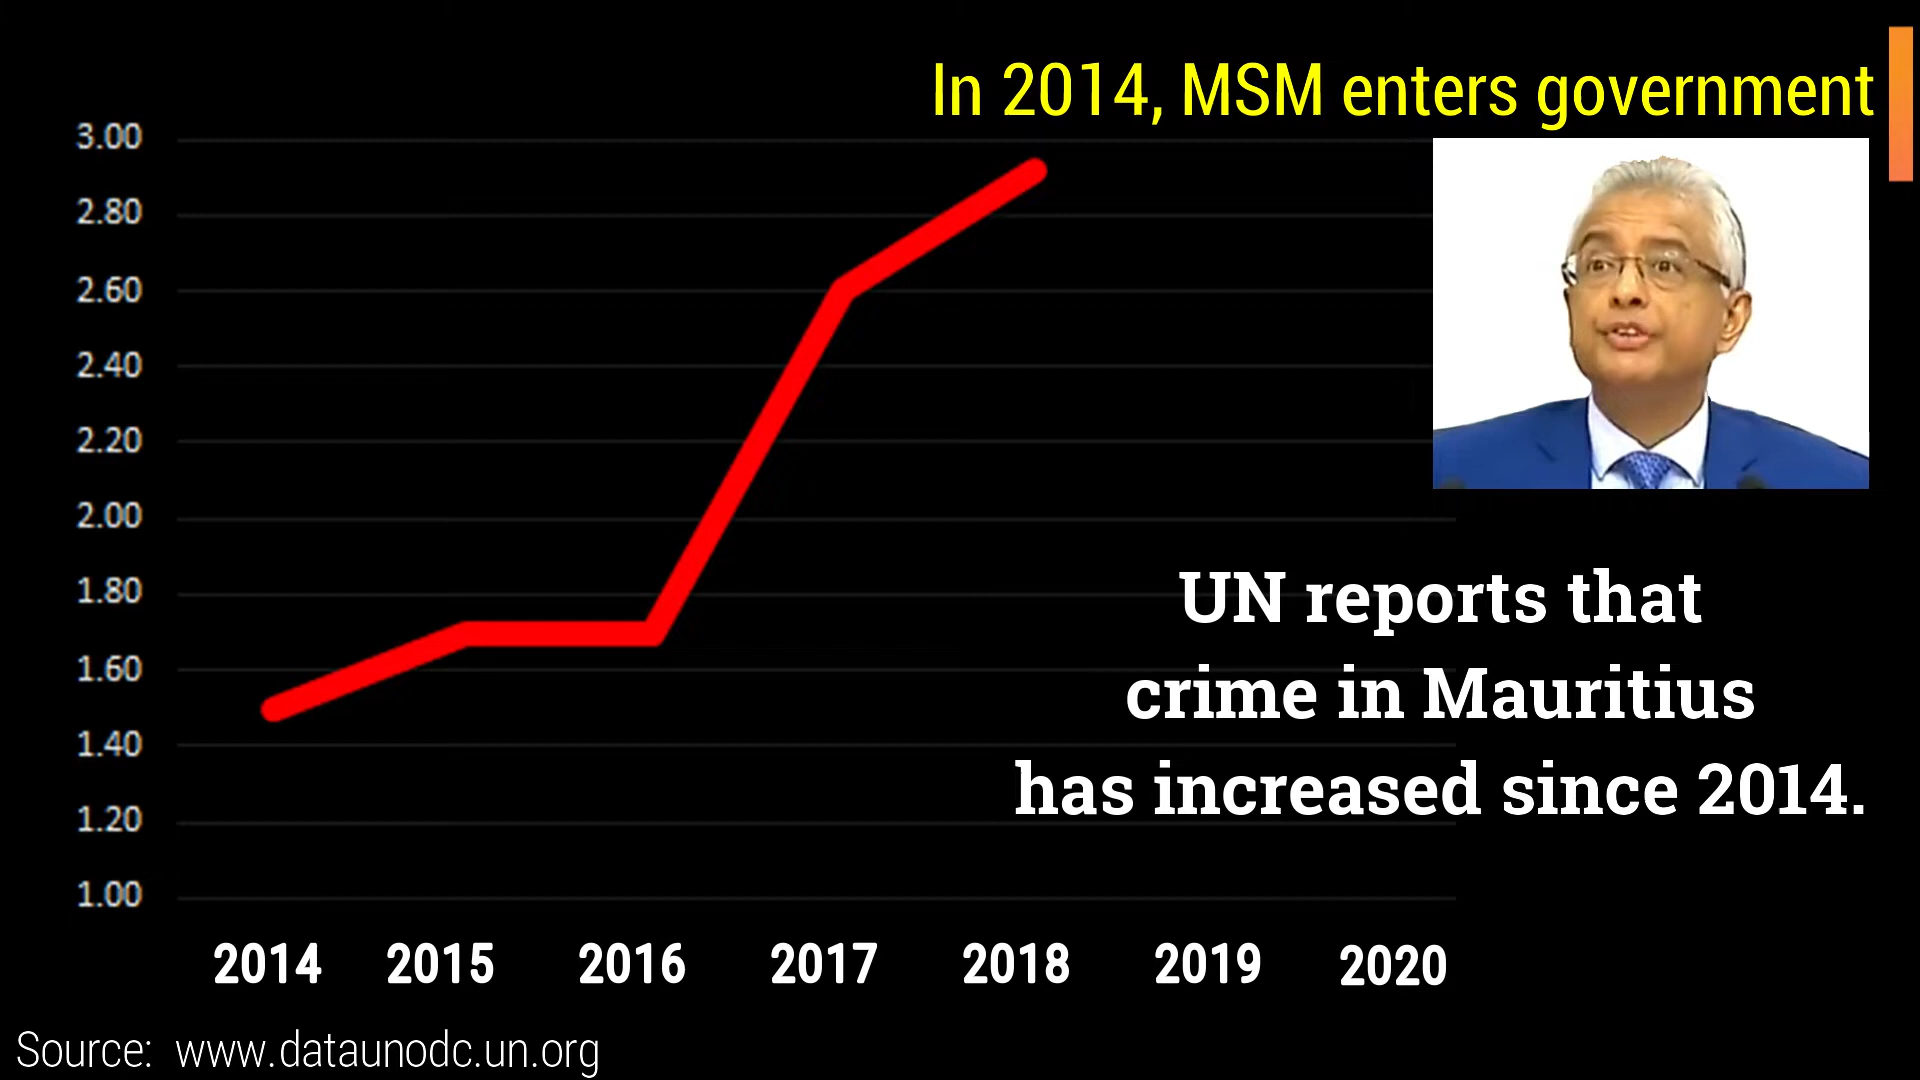 In 2014, MSM enters government
3.00
2.80
2.60
2.40
2.20
2.00
1.80
1.60
1.40
1.20
1.00
UN reports that
crime in Mauritius
has increased since 2014.
2014 2015 2016 2017 2018 2019 2020
Source: www.dataunodc.un.org